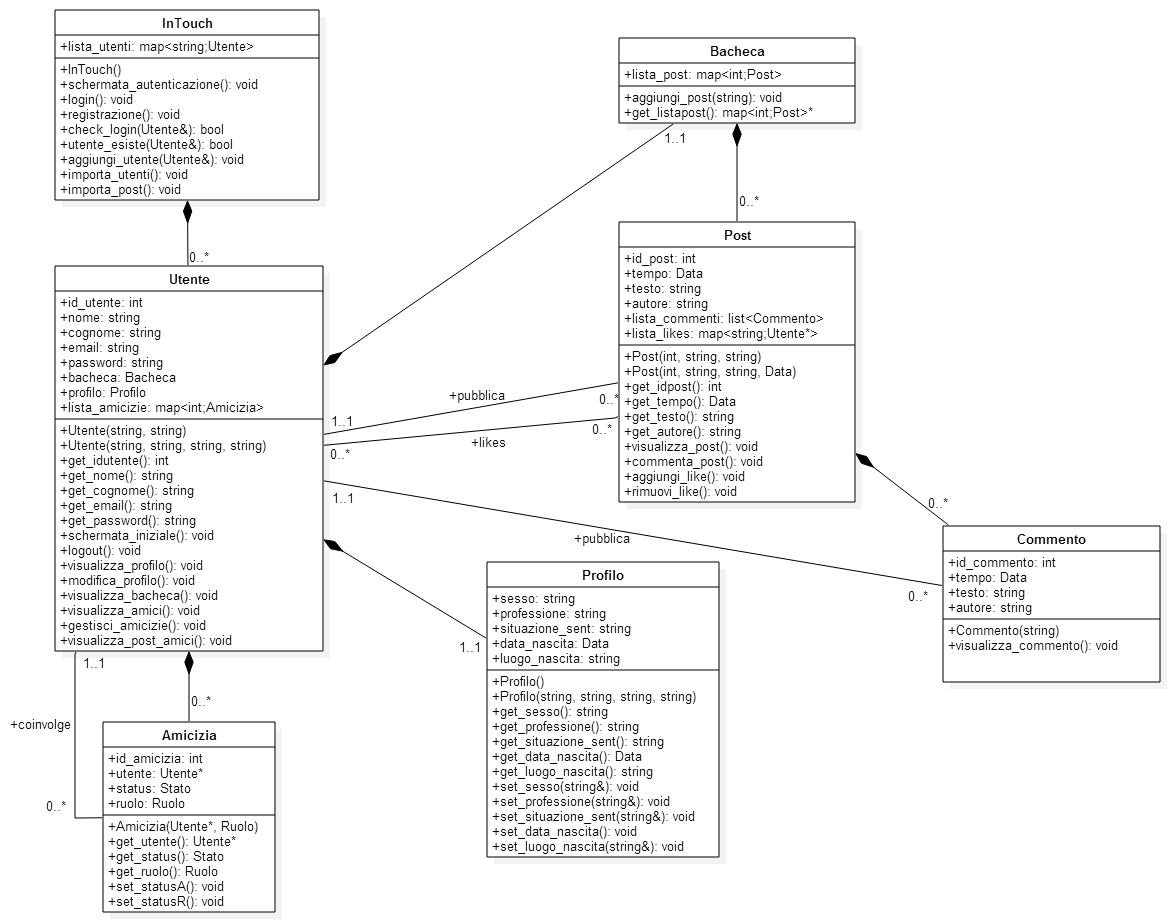 InTouch
+lista_utenti: map<string;Utente>
+InTouch()
+schermata_autenticazione(): void
+login(): void
+registrazione(): void
+check_login(Utente&): bool
+utente_esiste(Utente&): bool
+aggiungi_utente(Utente&): void
+importa_utenti(): void
+importa_post(): void
0..*
Bacheca
+lista_post: map<int;Post>
+aggiungi_post(string): void
+get_listapost(): map<int;Post>*
1..1
0..*
Utente
+id_utente: int
+nome: string
+cognome: string
+email: string
+password: string
+bacheca: Bacheca
+profilo: Profilo
+lista_amicizie: map<int;Amicizia>
+Utente(string, string)
+Utente(string, string, string, string)
+get_idutente(): int
+get_nome(): string
+get_cognome(): string
+get_email(): string
+get_password(): string
+schermata_iniziale(): void
+logout(): void
+visualizza_profilo(): void
+modifica_profilo(): void
+visualizza_bacheca(): void
+visualizza_amici(): void
+gestisci_amicizie(): void
+visualizza_post_amici(): void
Post
+id_post: int
+tempo: Data
+testo: string
+autore: string
+lista_commenti: list<Commento>
+lista_likes: map<string;Utente*>
+Post(int, string, string)
+Post(int, string, string, Data)
+get_idpost(): int
+get_tempo(): Data
+get_testo(): string
+get_autore(): string
+visualizza_post(): void
+commenta_post(): void
+aggiungi_like(): void
+rimuovi_like(): void
+pubblica
1..1
0..*
+likes
0..*
0..*
+pubblica
1..1
0..*
0..*
Commento
+id_commento: int
+tempo: Data
+testo: string
+autore: string
+Commento(string)
+visualizza_commento(): void
1..1
Profilo
+sesso: string
+professione: string
+situazione_sent: string
+data_nascita: Data
+luogo_nascita: string
+Profilo()
+Profilo(string, string, string, string)
+get_sesso(): string
+get_professione(): string
+get_situazione_sent(): string
+get_data_nascita(): Data
+get_luogo_nascita(): string
+set_sesso(string&): void
+set_professione(string&): void
+set_situazione_sent(string&): void
+set_data_nascita(): void
+set_luogo_nascita(string&): void
1..1
0..*
+coinvolge
0..*
Amicizia
+id_amicizia: int
+utente: Utente*
+status: Stato
+ruolo: Ruolo
+Amicizia(Utente*, Ruolo)
+get_utente(): Utente*
+get_status(): Stato
+get_ruolo(): Ruolo
+set_statusA(): void
+set_statusR(): void